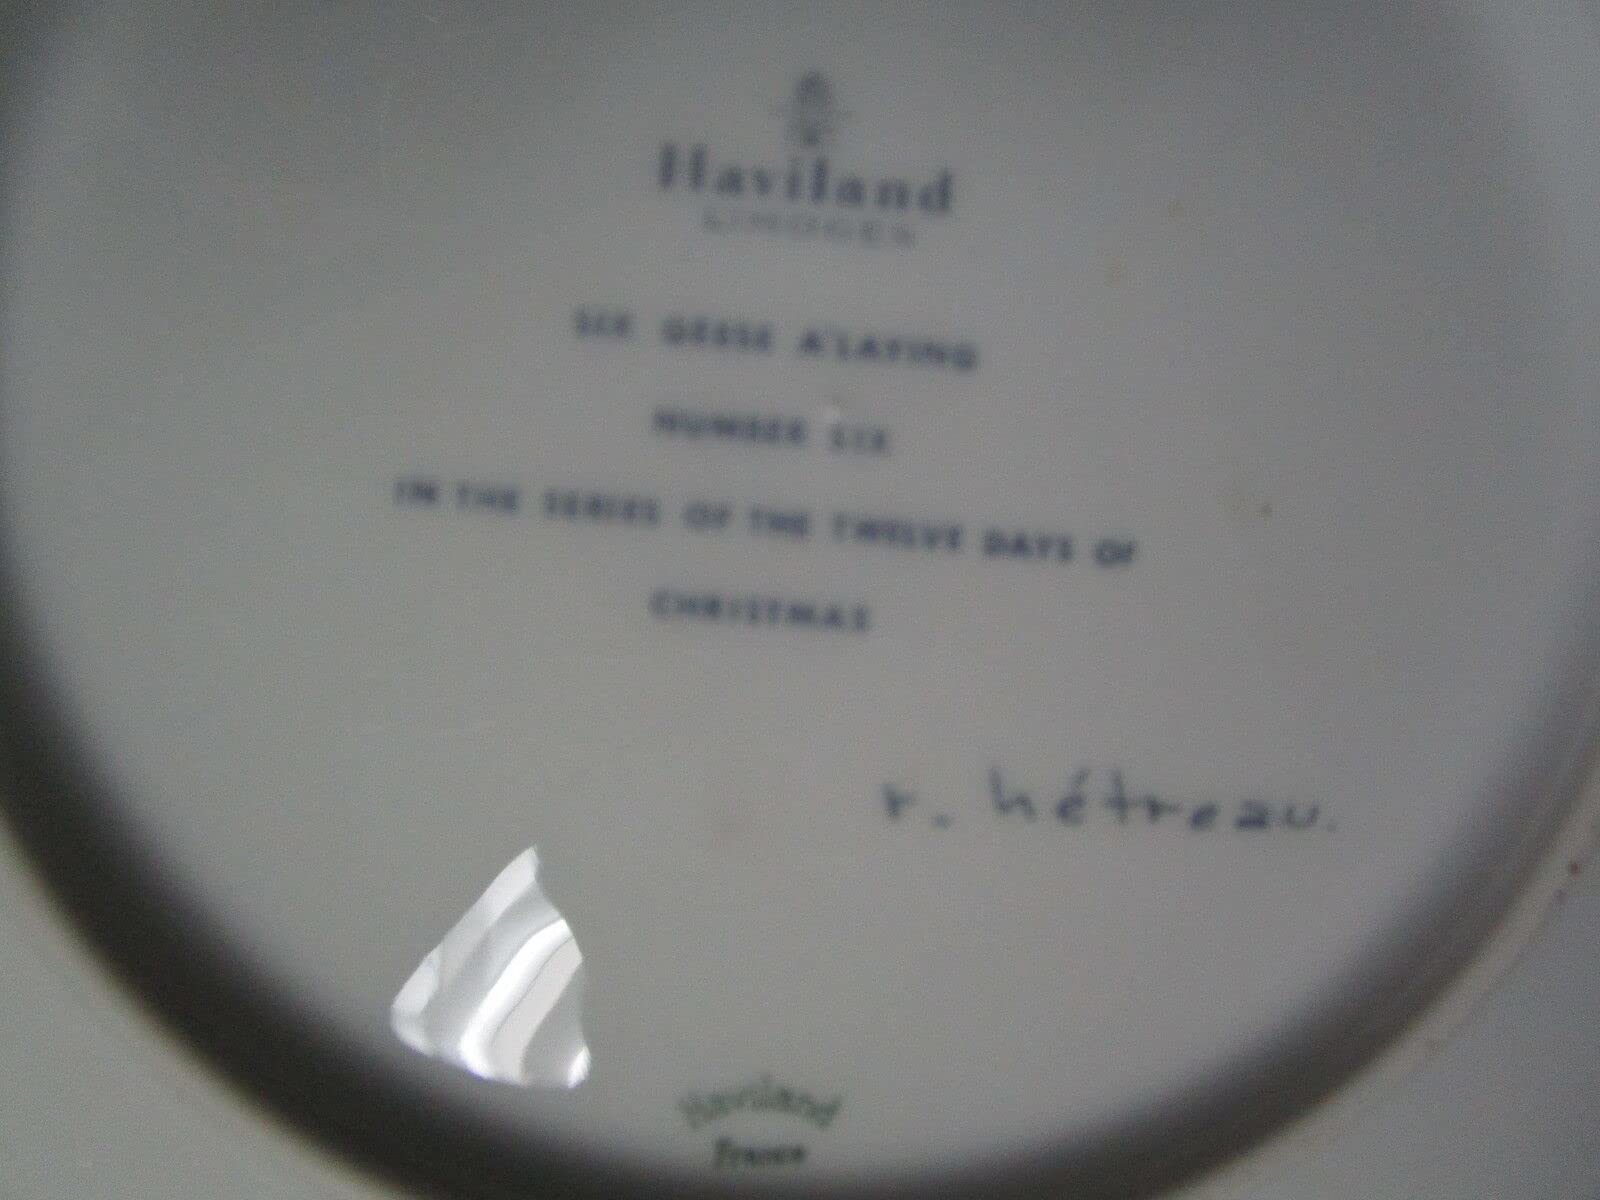 Haviland
LIMOGES
SIX GEESE A'LAYING
NUMBER SIX
IN THE SERIES OF THE TWELVE DAYS OF
CHRISTMAS
r. hétreau.
Haviland
France